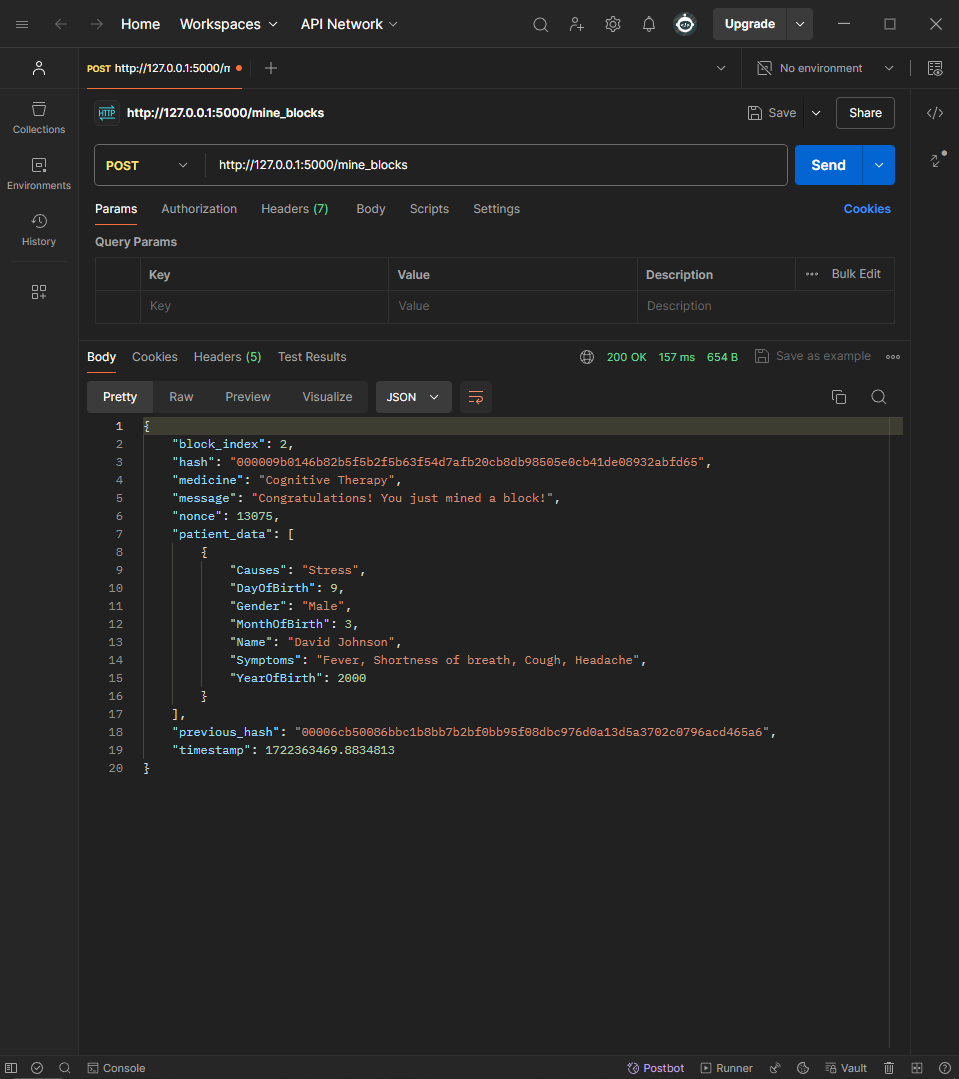 Home Workspaces API Network Upgrade
POST http://127.0.0.1:5000/m No environment
HTTP http://127.0.0.1:5000/mine_blocks Save Share
Collections
Environments
History
POST http://127.0.0.1:5000/mine_blocks Send
Params Authorization Headers (7) Body Scripts Settings Cookies
Query Params
Key Value Description Bulk Edit
Key Value Description
Body Cookies Headers (5) Test Results 200 OK 157 ms 654 B Save as example
Pretty Raw Preview Visualize JSON
1 {
2 "block_index": 2,
3 "hash": "000009b0146b82b5f5b2f5b63f54d7afb20cb8db98505e0cb41de08932abfd65",
4 "medicine": "Cognitive Therapy",
5 "message": "Congratulations! You just mined a block!",
6 "nonce": 13075,
7 "patient_data": [
8 {
9 "Causes": "Stress",
10 "DayOfBirth": 9,
11 "Gender": "Male",
12 "MonthOfBirth": 3,
13 "Name": "David Johnson",
14 "Symptoms": "Fever, Shortness of breath, Cough, Headache",
15 "YearOfBirth": 2000
16 }
17 ],
18 "previous_hash": "00006cb50086bbc1b8bb7b2bf0bb95f08dbc976d0a13d5a3702c0796acd465a6",
19 "timestamp": 1722363469.8834813
20 }
Console Postbot Runner Vault